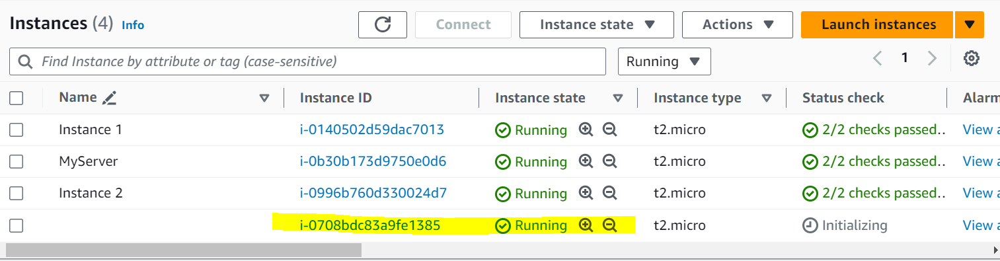 Instances (4) Info Connect Instance state Actions Launch instances
Find Instance by attribute or tag (case-sensitive) Running 1
Name Instance ID Instance state Instance type Status check Alarm
Instance 1 i-0140502d59dac7013 Running t2.micro 2/2 checks passed.. View a
MyServer i-0b30b173d9750e0d6 Running t2.micro 2/2 checks passed.. View a
Instance 2 i-0996b760d330024d7 Running t2.micro 2/2 checks passed.. View a
i-0708bdc83a9fe1385 Running t2.micro Initializing View a